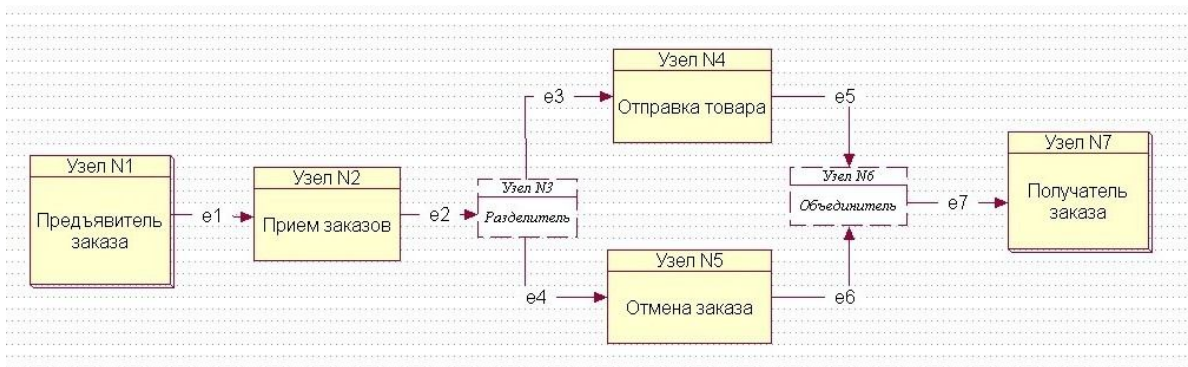 Узел N1
Предъявитель
заказа
e1
Узел N2
Прием заказов
e2
Узел N3
Разделитель
e3
Узел N4
Отправка товара
e5
e4
Узел N5
Отмена заказа
e6
Узел N6
Объединитель
e7
Узел N7
Получатель
заказа